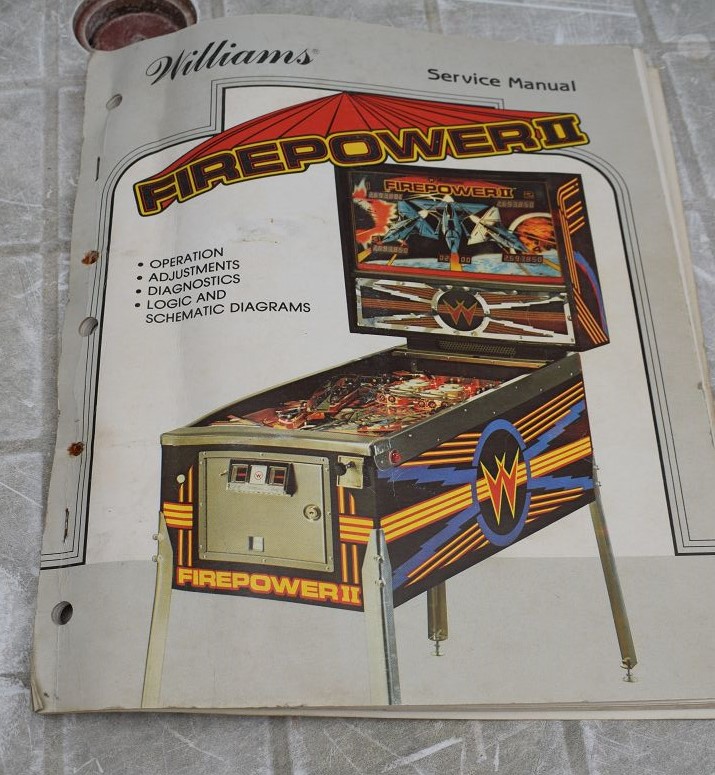 Williams
Service Manual
FIREPOWER II
FIREPOWER II
• OPERATION
• ADJUSTMENTS
• DIAGNOSTICS
• LOGIC AND
SCHEMATIC DIAGRAMS
W
W
FIREPOWER II